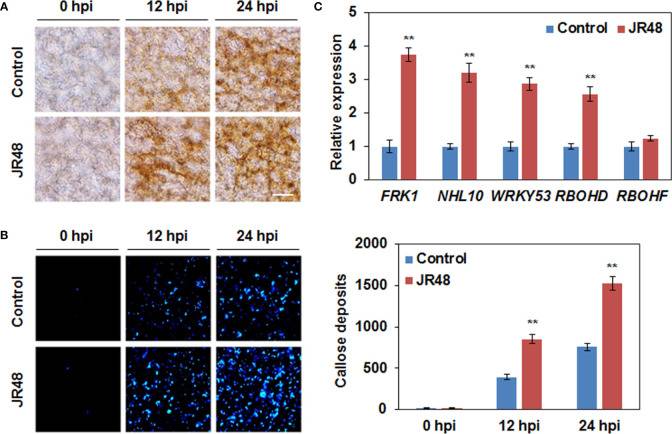 A
0 hpi 12 hpi 24 hpi
Control
JR48
B
0 hpi 12 hpi 24 hpi
Control
JR48
C
Control JR48
Relative expression
5
4
3
2
1
0
** ** ** **
FRK1 NHL10 WRKY53 RBOHD RBOHF
Control
JR48
Callose deposits
2000
1500
1000
500
0
** **
0 hpi 12 hpi 24 hpi